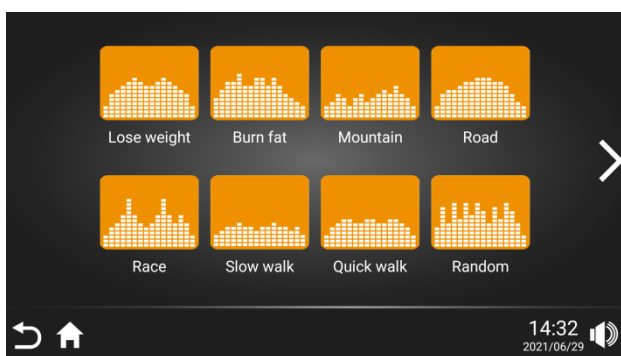 Lose weight
Burn fat
Mountain
Road
Race
Slow walk
Quick walk
Random
14:32
2021/06/29